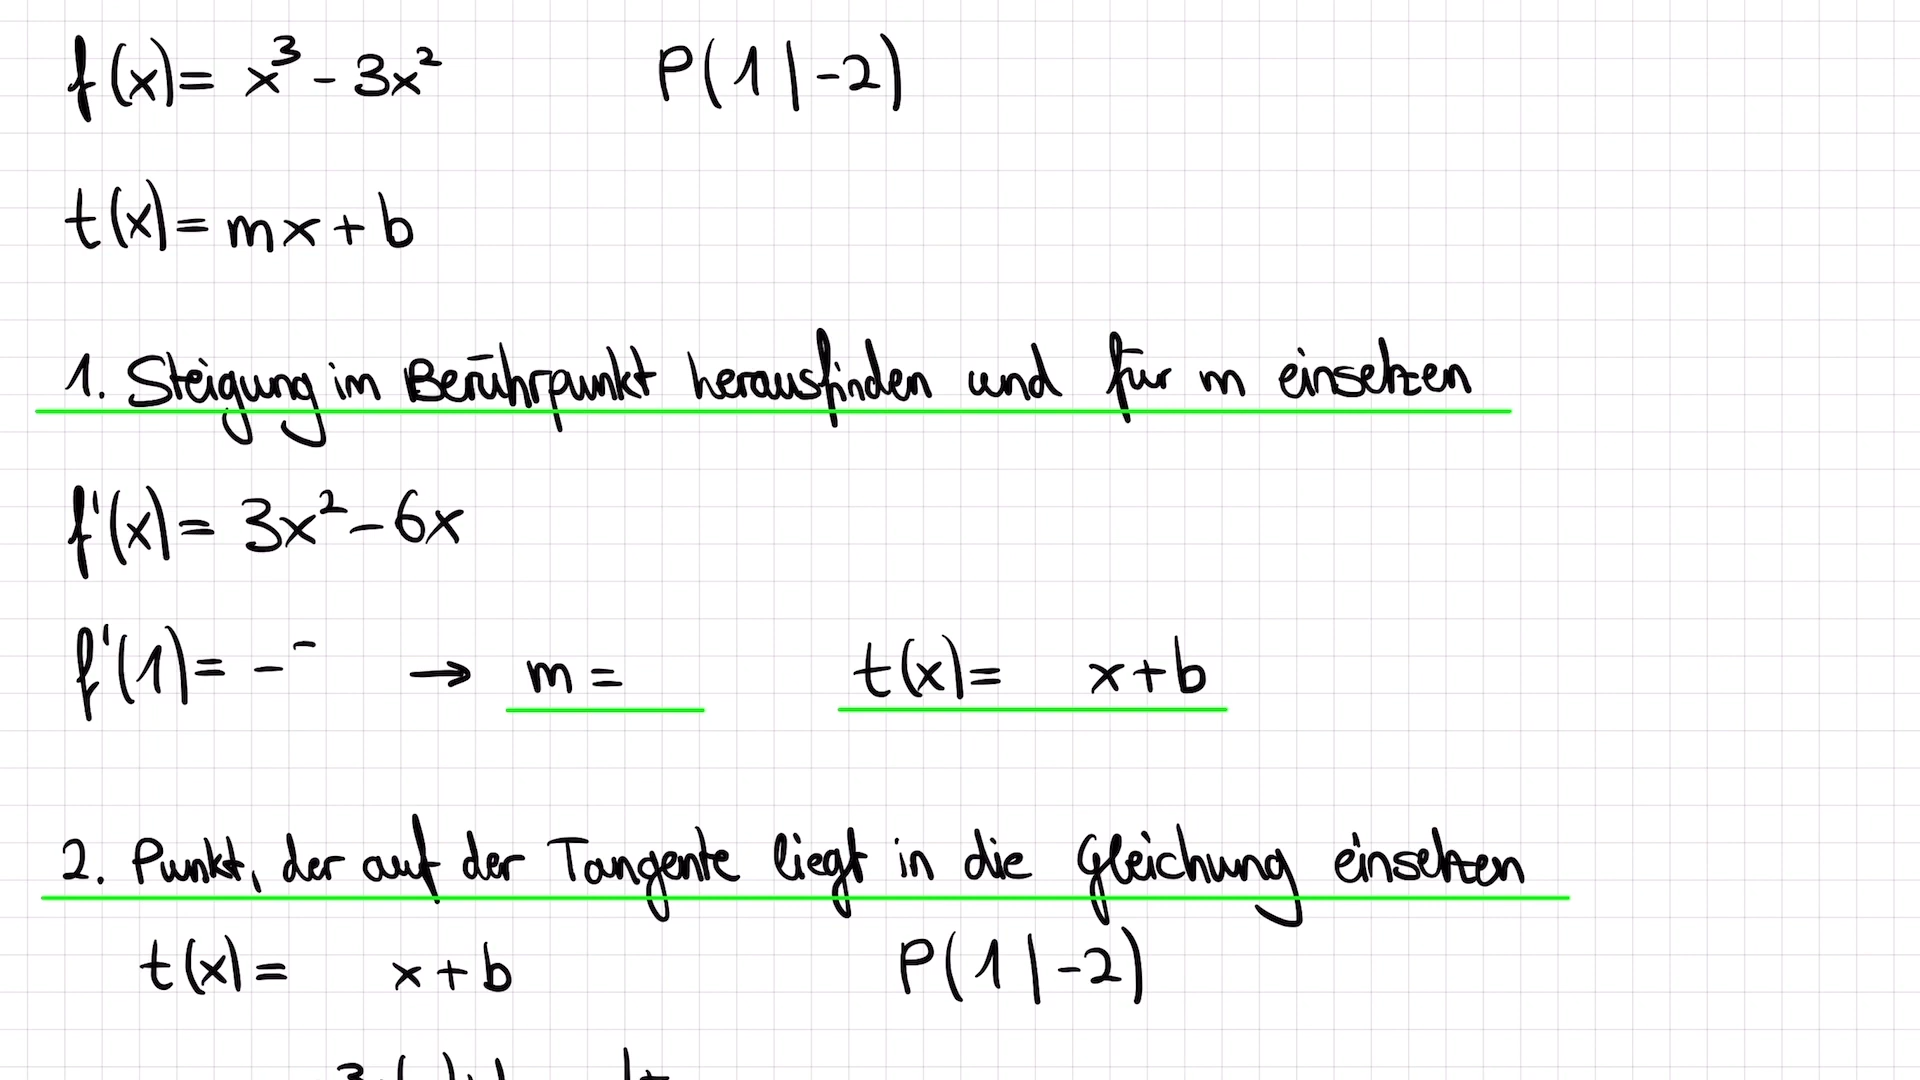 f(x)= x³ - 3x² P(1|-2)
t(x)= mx + b
1. Steigung im Berührpunkt herausfinden und für m einsetzen
f'(x)= 3x² - 6x
f'(1)= - → m = t(x)= x+b
2. Punkt, der auf der Tangente liegt in die Gleichung einsetzen
t(x)= x+b P(1|-2)